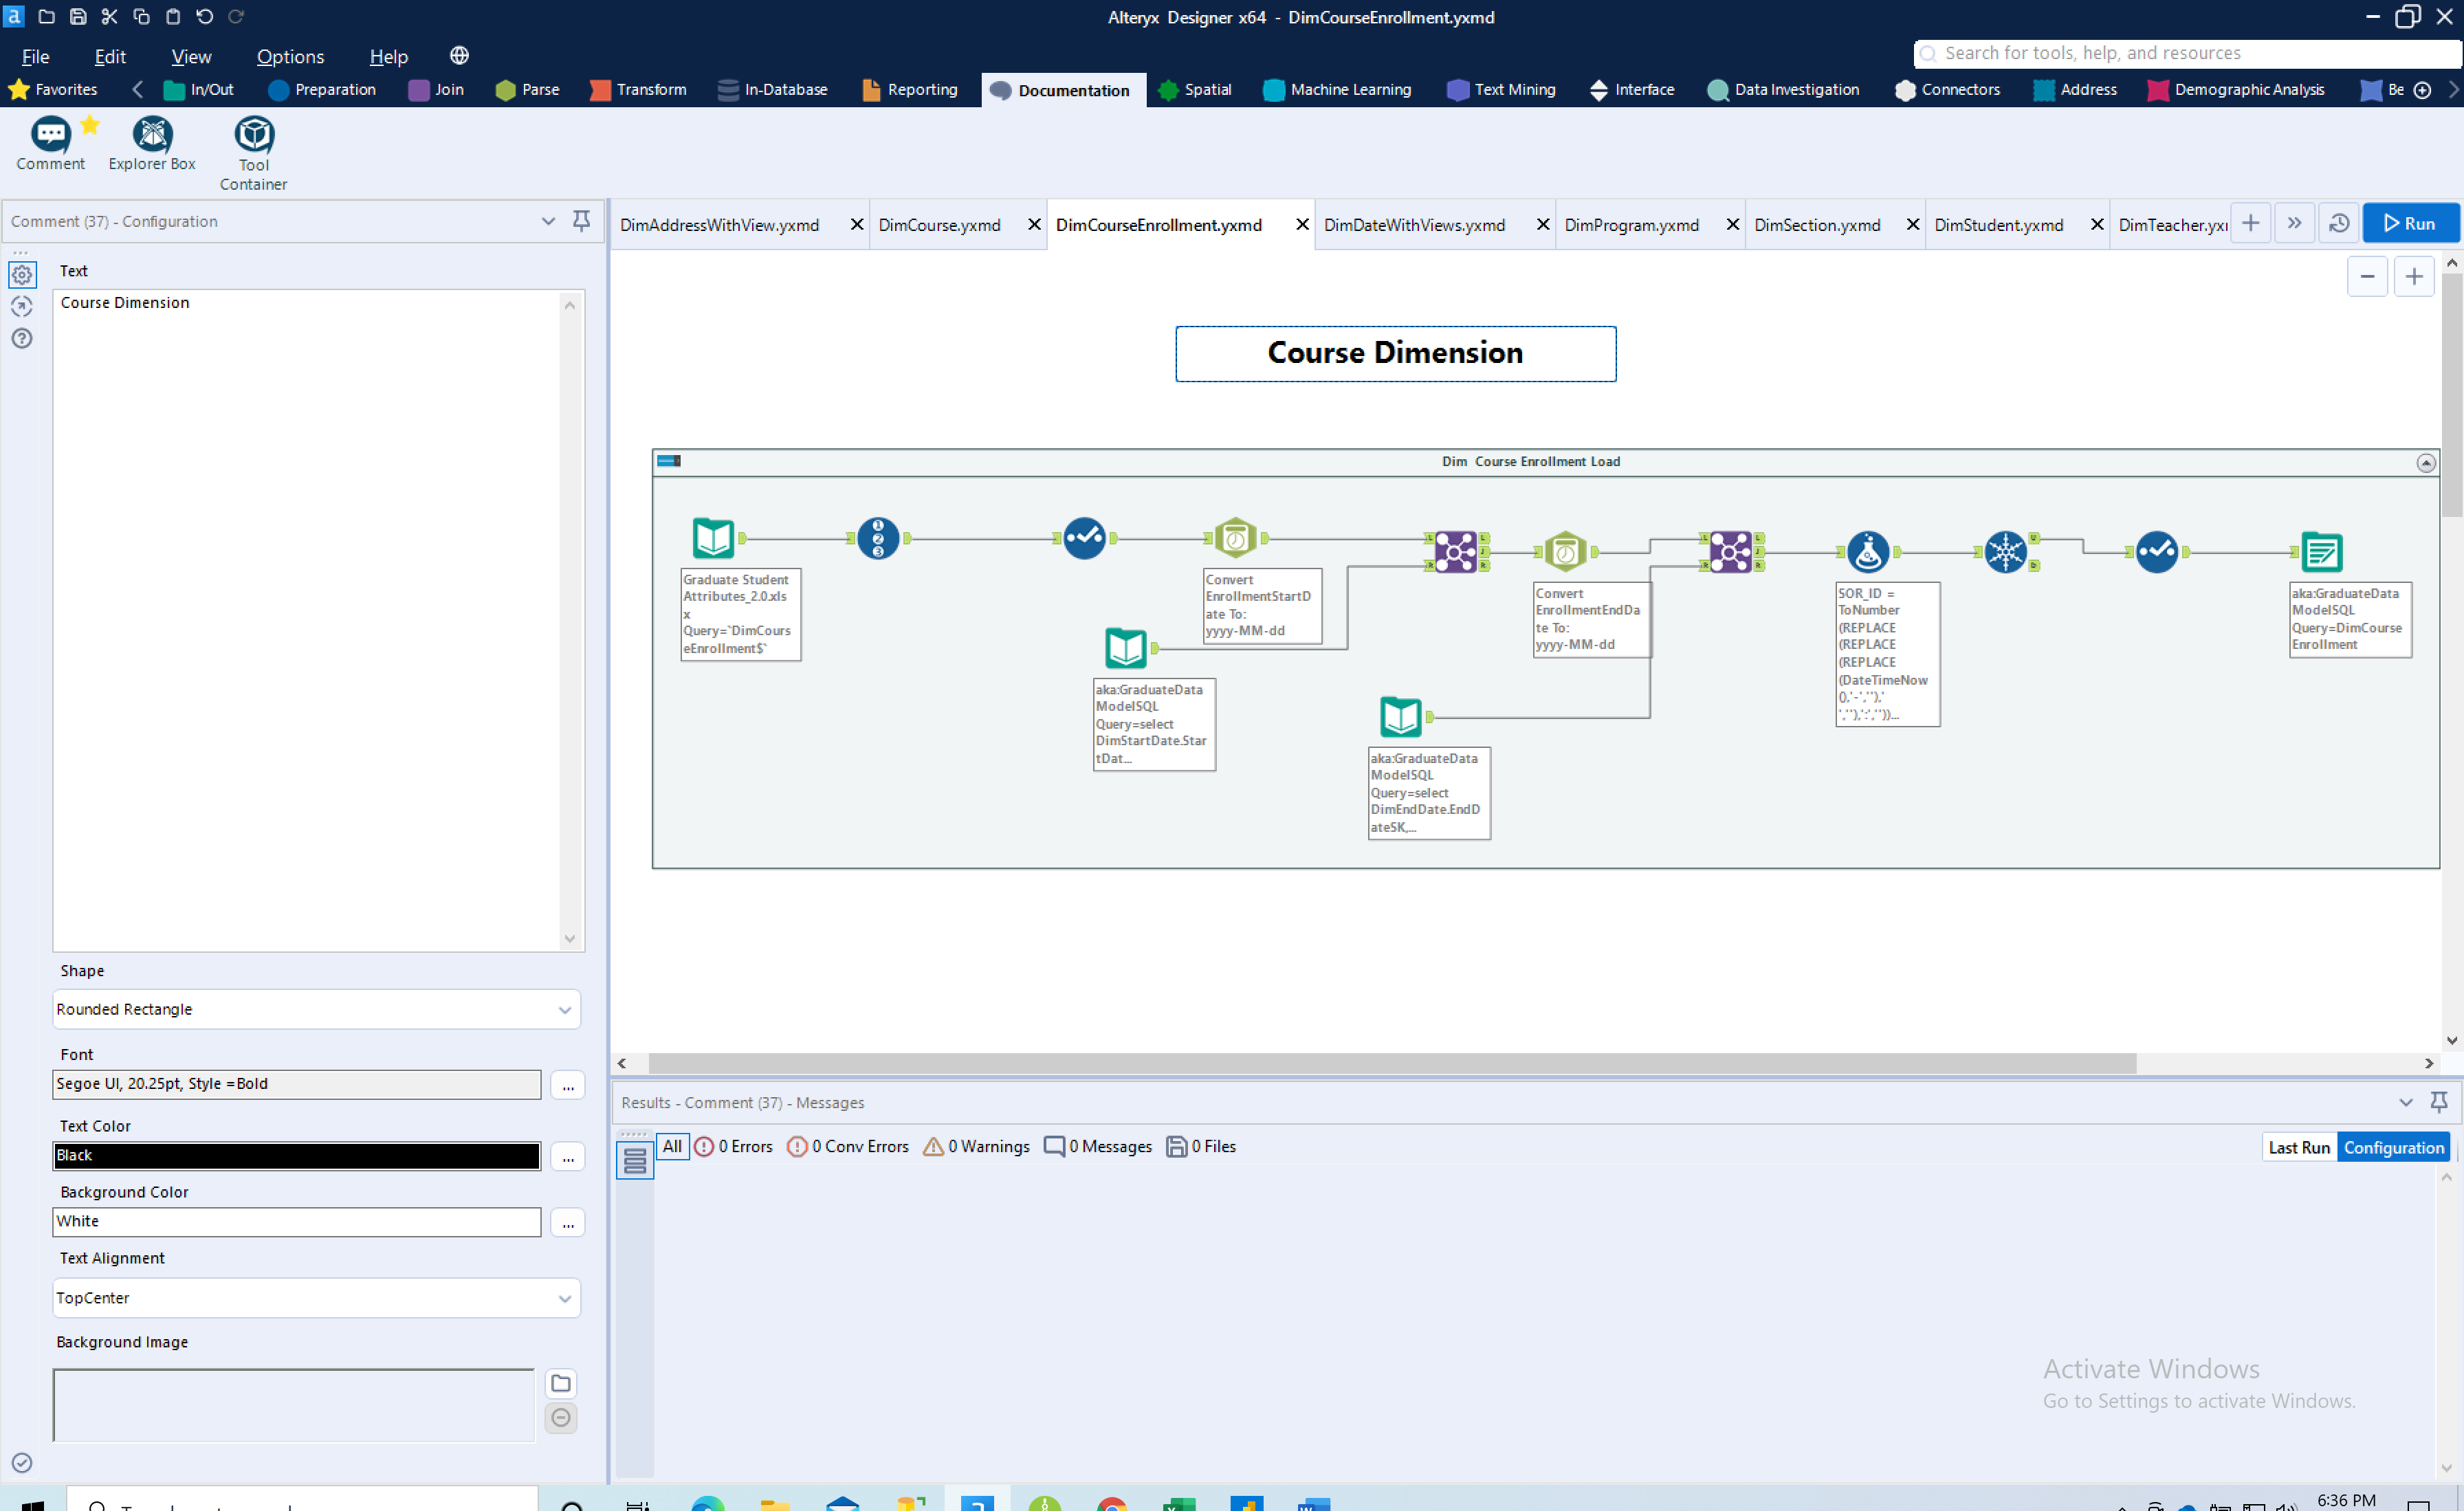 Alteryx Designer x64 - DimCourseEnrollment.yxmd
File Edit View Options Help
Search for tools, help, and resources
Favorites In/Out Preparation Join Parse Transform In-Database Reporting Documentation Spatial Machine Learning Text Mining Interface Data Investigation Connectors Address Demographic Analysis Be
Comment
Explorer Box
Tool
Container
Comment (37) - Configuration
DimAddressWithView.yxmd DimCourse.yxmd DimCourseEnrollment.yxmd DimDateWithViews.yxmd DimProgram.yxmd DimSection.yxmd DimStudent.yxmd DimTeacher.yx
Run
Text
Course Dimension
Shape
Rounded Rectangle
Font
Segoe UI, 20.25pt, Style =Bold
...
Text Color
Black
...
Background Color
White
...
Text Alignment
TopCenter
Background Image
Course Dimension
Dim Course Enrollment Load
Graduate Student
Attributes_2.0.xls
x
Query=`DimCours
eEnrollment$`
Convert
EnrollmentStartD
ate To:
yyyy-MM-dd
aka:GraduateData
ModelSQL
Query=select
DimStartDate.Star
tDat...
Convert
EnrollmentEndDa
te To:
yyyy-MM-dd
aka:GraduateData
ModelSQL
Query=select
DimEndDate.EndD
ateSK,...
SOR_ID =
ToNumber
(REPLACE
(REPLACE
(REPLACE
(DateTimeNow
(),'-',''),'
',''),':',''))...
aka:GraduateData
ModelSQL
Query=DimCourse
Enrollment
Results - Comment (37) - Messages
All 0 Errors 0 Conv Errors 0 Warnings 0 Messages 0 Files
Last Run Configuration
Activate Windows
Go to Settings to activate Windows.
6:36 PM